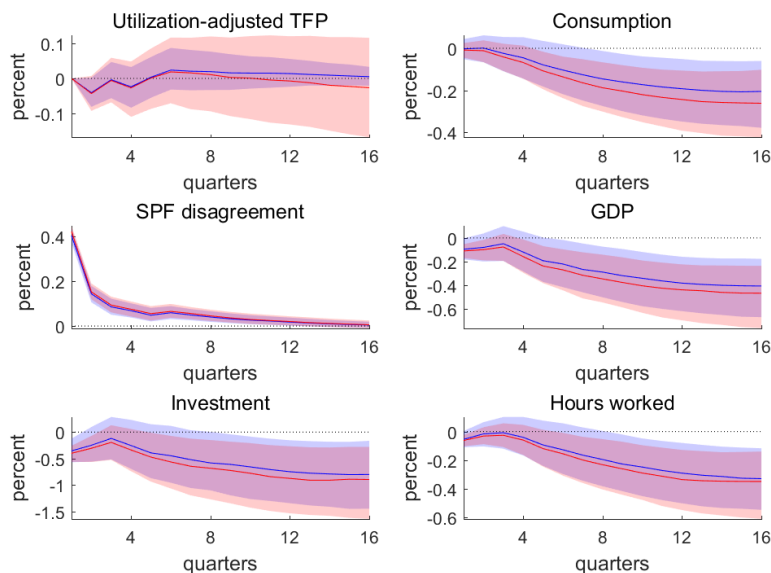 Utilization-adjusted TFP
percent
0.1
0
-0.1
4 8 12 16
quarters
Consumption
percent
0
-0.2
-0.4
4 8 12 16
quarters
SPF disagreement
percent
0.4
0.2
0
4 8 12 16
quarters
GDP
percent
0
-0.2
-0.4
-0.6
4 8 12 16
quarters
Investment
percent
0
-0.5
-1
-1.5
4 8 12 16
quarters
Hours worked
percent
0
-0.2
-0.4
-0.6
4 8 12 16
quarters